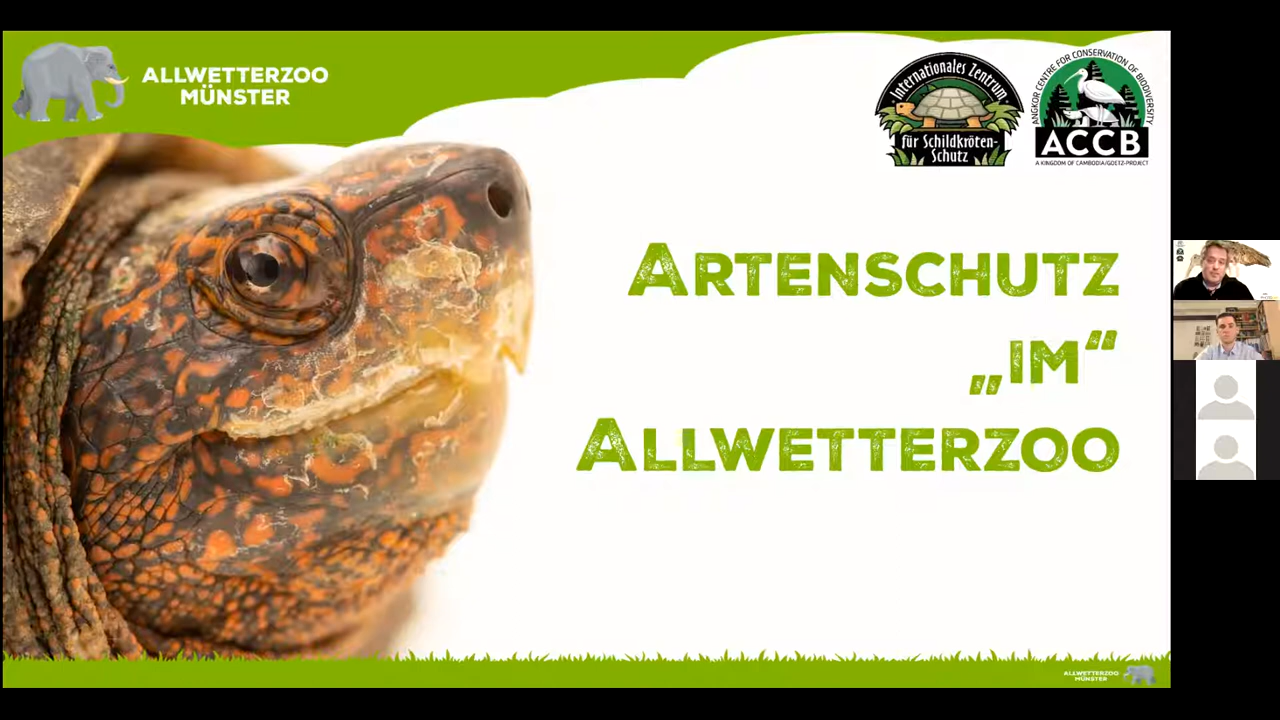 ALLWETTERZOO
MÜNSTER
Internationales Zentrum
für Schildkröten-
Schutz
ANGKOR CENTRE FOR CONSERVATION OF BIODIVERSITY
ACCB
A KINGDOM OF CAMBODIA/GOETZ-PROJECT
ARTENSCHUTZ
„IM“
ALLWETTERZOO
ALLWETTERZOO
MÜNSTER